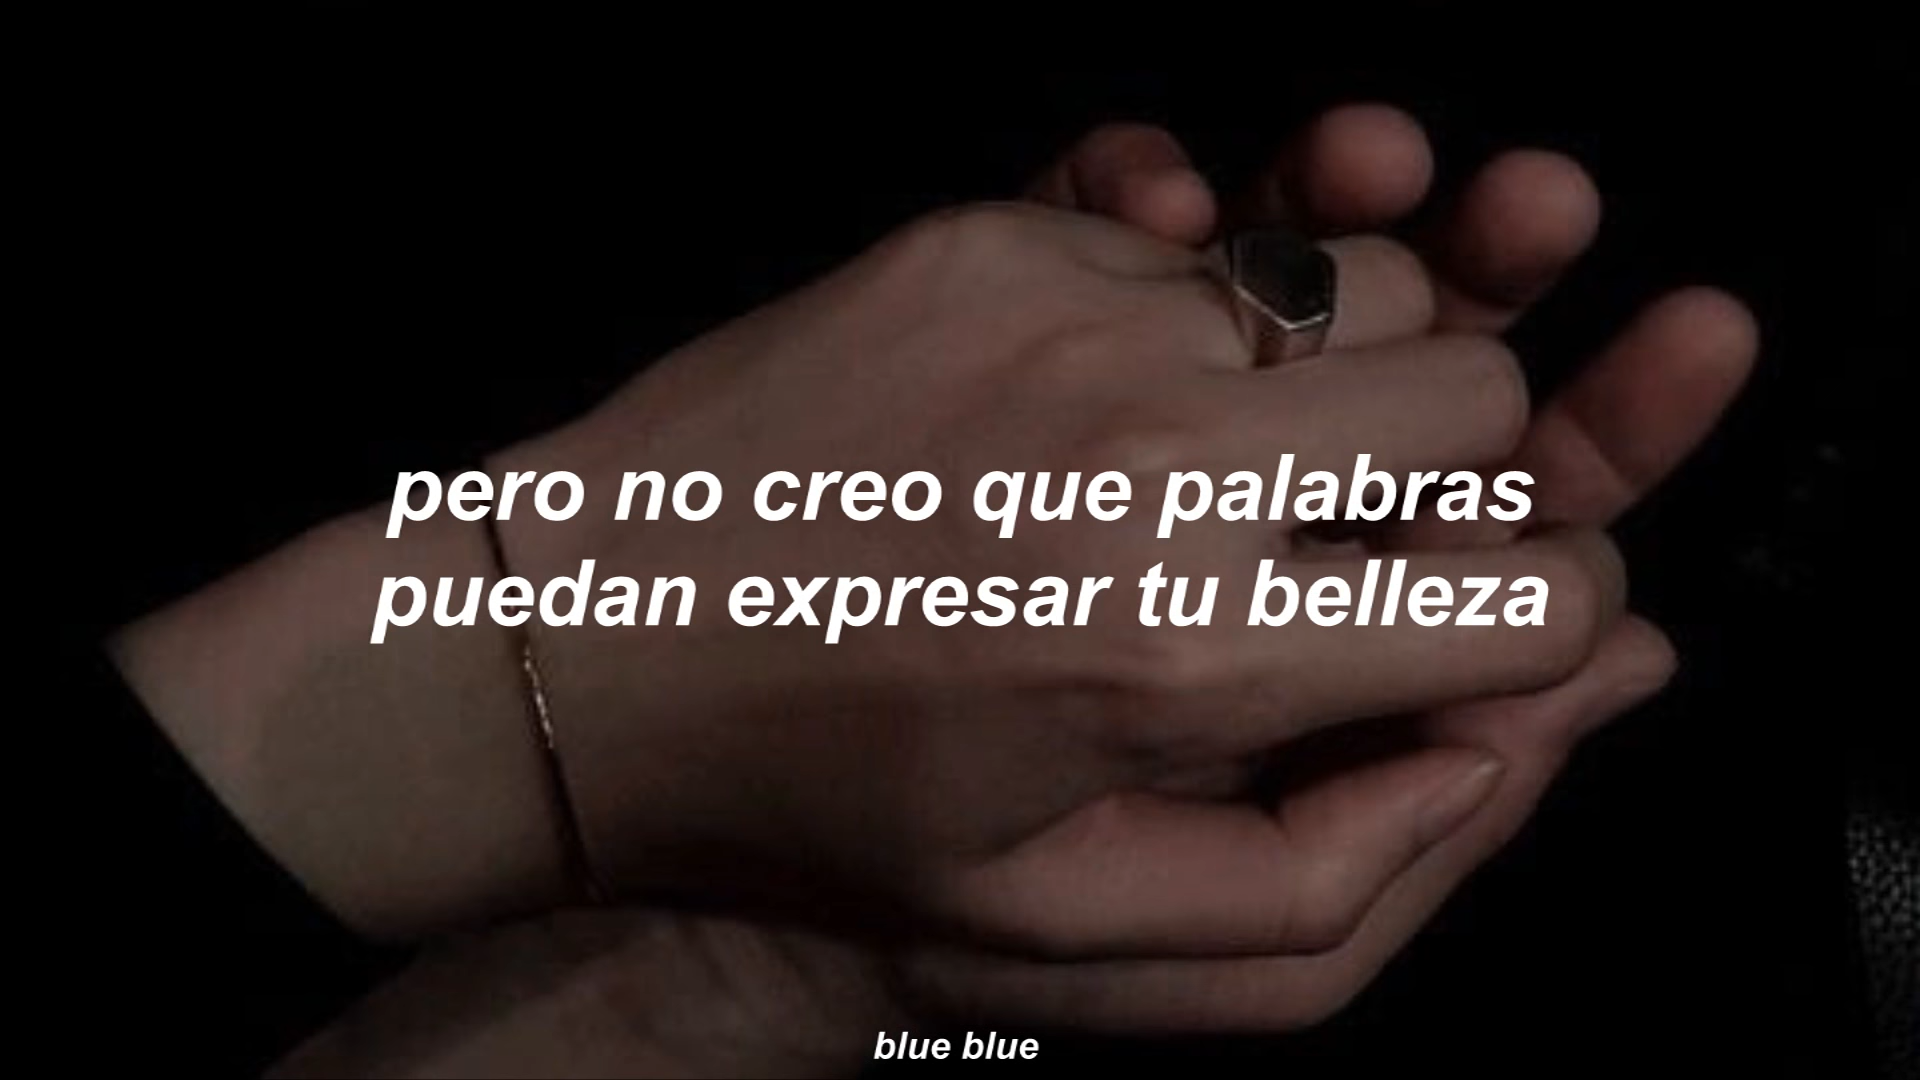 pero no creo que palabras
puedan expresar tu belleza
blue blue